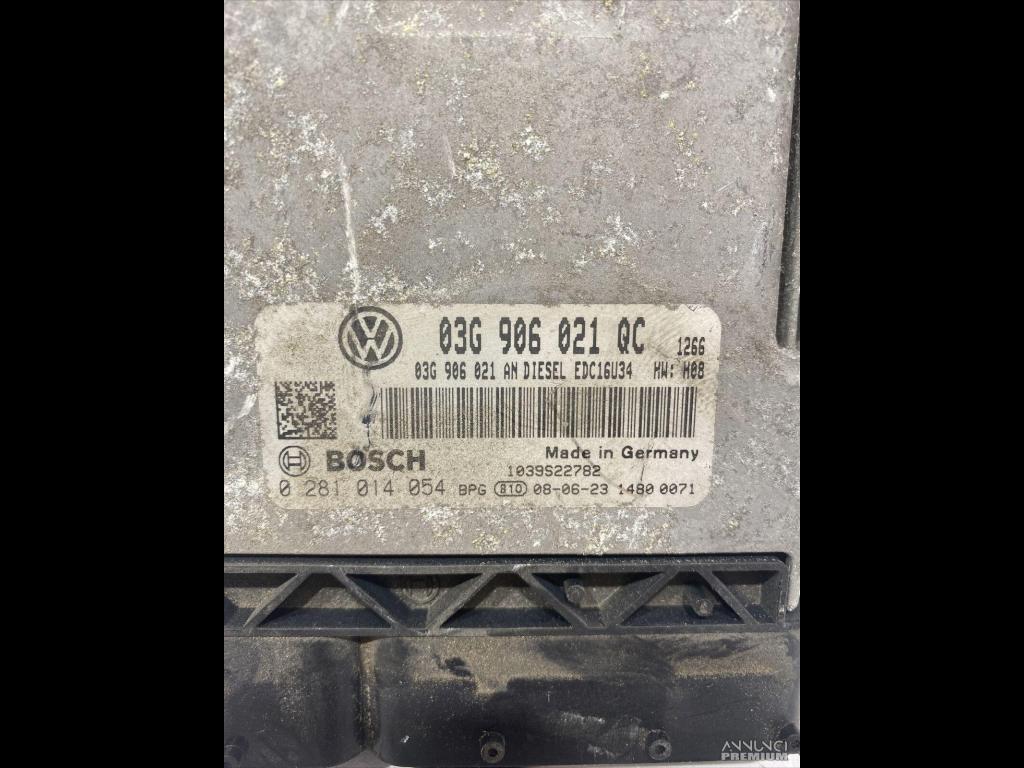 03G 906 021 QC 1266
03G 906 021 AN DIESEL EDC16U34 HW: H08
Made in Germany
BOSCH
1039S22782
0 281 014 054 BPG 810 08-06-23 1480 0071
ANNUNCI
PREMIUM